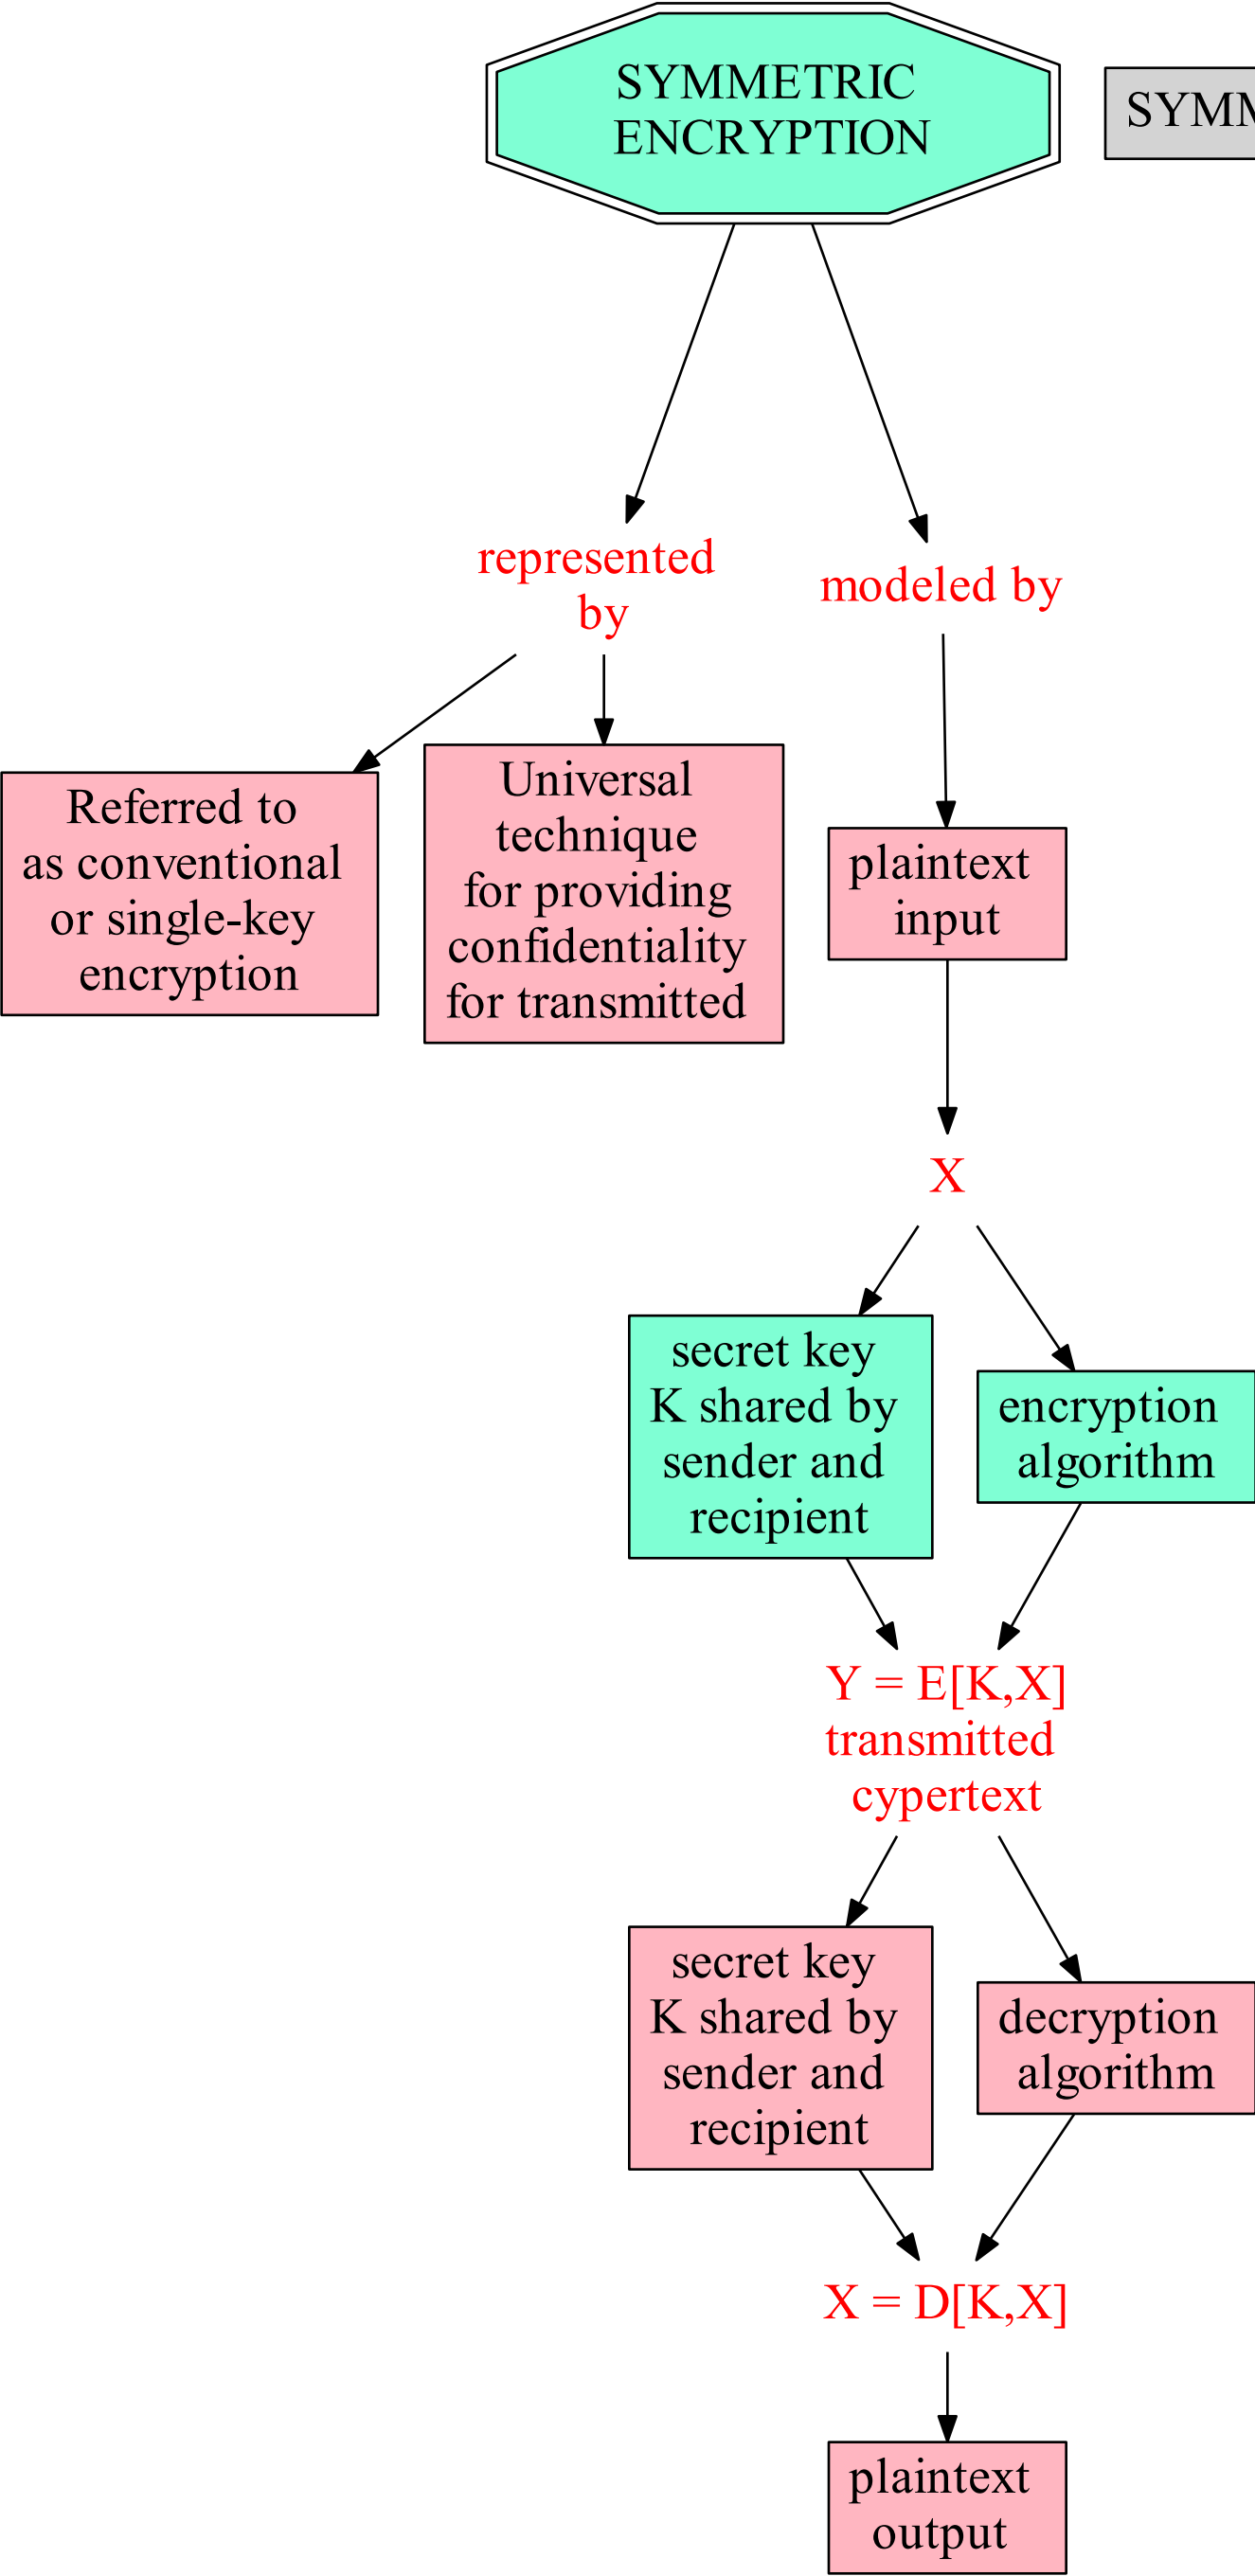 SYMMETRIC
ENCRYPTION
SYMM
represented
by
modeled by
Referred to
as conventional
or single-key
encryption
Universal
technique
for providing
confidentiality
for transmitted
plaintext
input
X
secret key
K shared by
sender and
recipient
encryption
algorithm
Y = E[K,X]
transmitted
cypertext
secret key
K shared by
sender and
recipient
decryption
algorithm
X = D[K,X]
plaintext
output